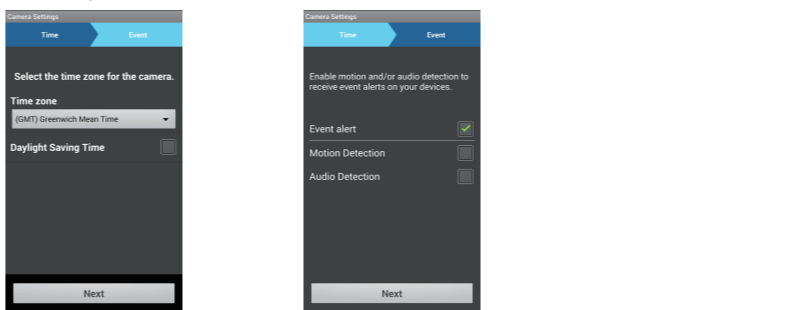 Camera Settings
Time Event
Select the time zone for the camera.
Time zone
(GMT) Greenwich Mean Time
Daylight Saving Time
Next
Camera Settings
Time Event
Enable motion and/or audio detection to
receive event alerts on your devices.
Event alert
Motion Detection
Audio Detection
Next